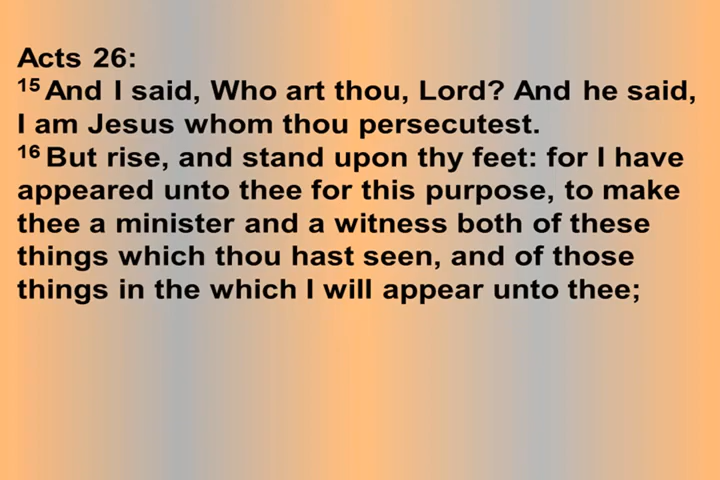 Acts 26:
15 And I said, Who art thou, Lord? And he said,
I am Jesus whom thou persecutest.
16 But rise, and stand upon thy feet: for I have
appeared unto thee for this purpose, to make
thee a minister and a witness both of these
things which thou hast seen, and of those
things in the which I will appear unto thee;